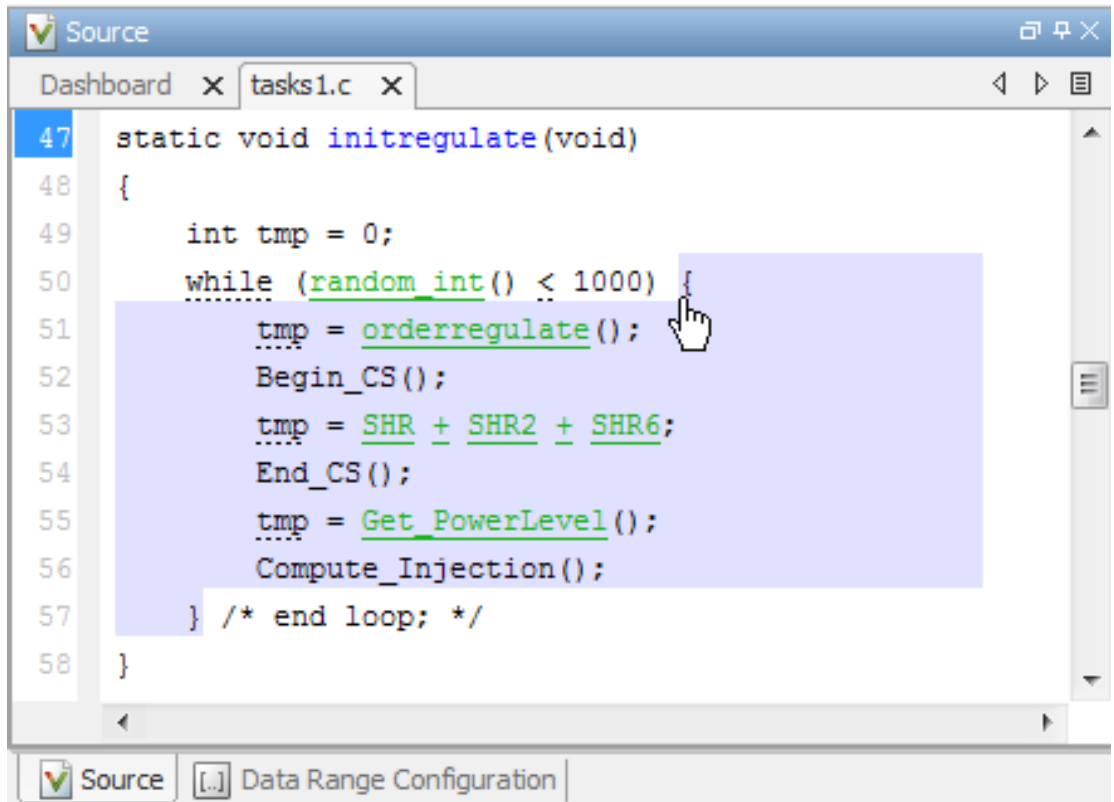 Source
Dashboard tasks1.c
47 static void initregulate(void)
48 {
49 int tmp = 0;
50 while (random_int() < 1000) {
51 tmp = orderregulate();
52 Begin_CS();
53 tmp = SHR + SHR2 + SHR6;
54 End_CS();
55 tmp = Get_PowerLevel();
56 Compute_Injection();
57 } /* end loop; */
58 }
Source [..] Data Range Configuration